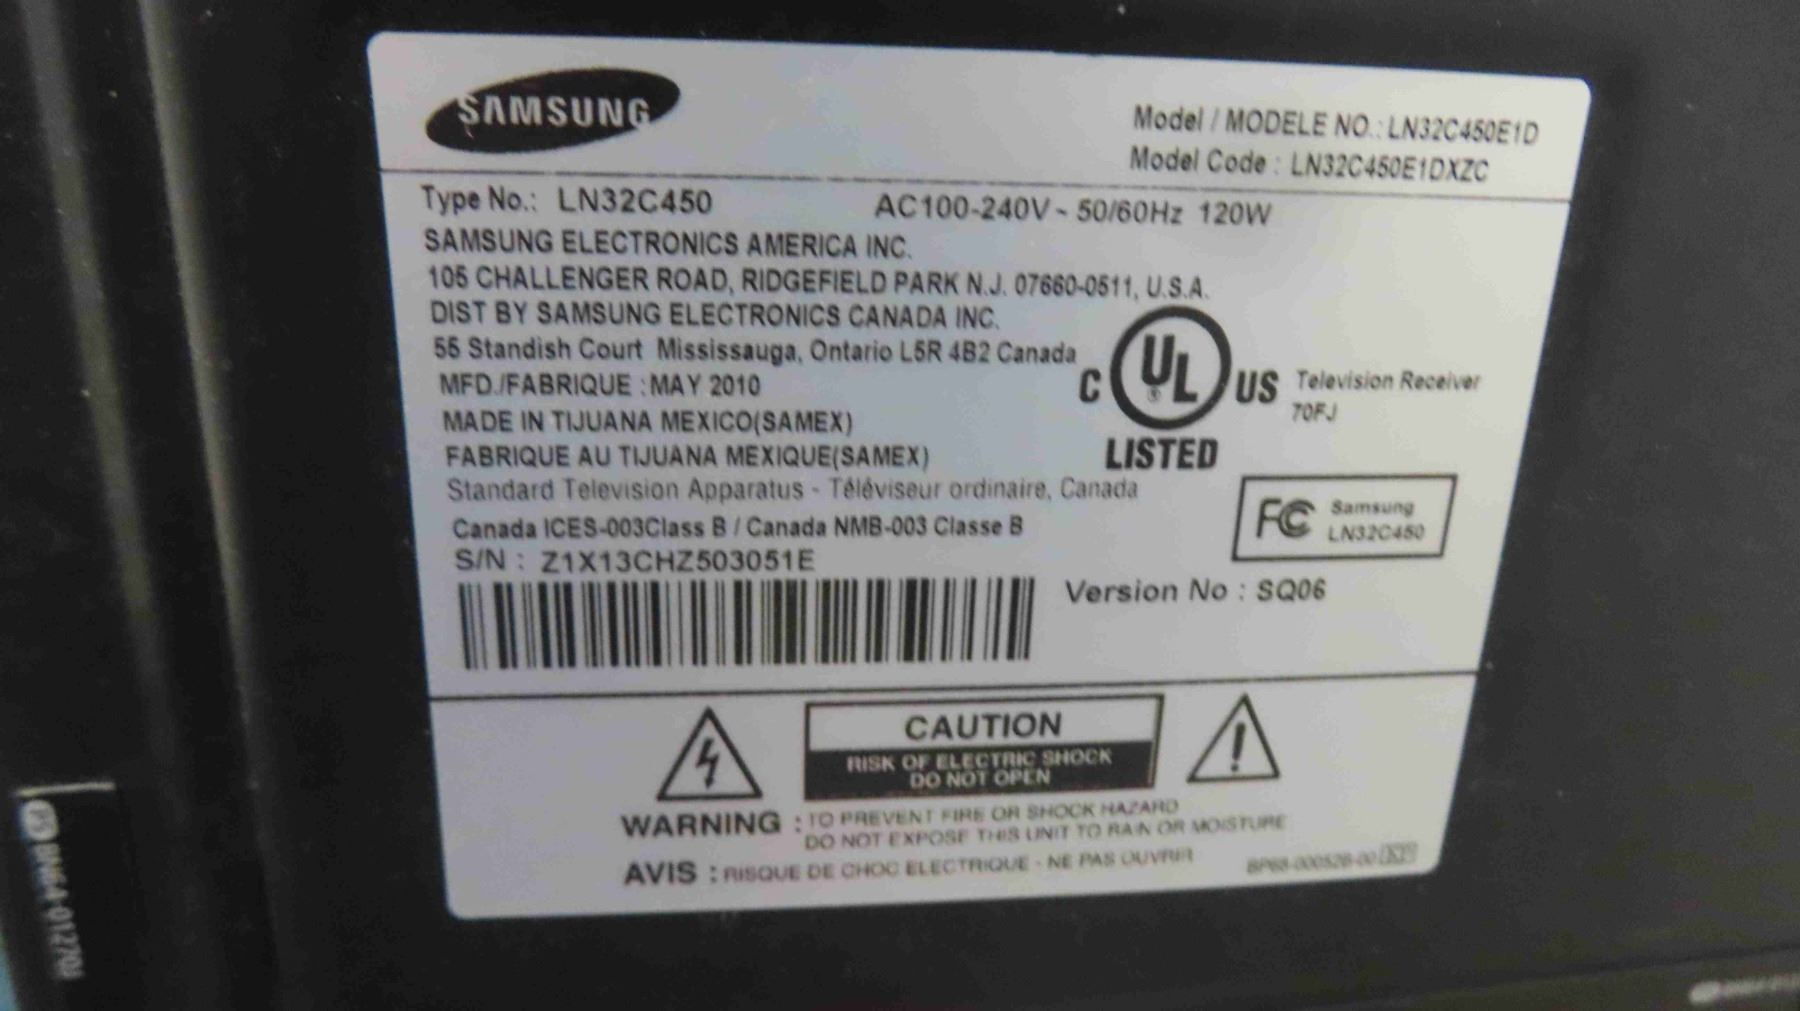 SAMSUNG
Model / MODELE NO.: LN32C450E1D
Model Code : LN32C450E1DXZC
Type No.: LN32C450 AC100-240V ~ 50/60Hz 120W
SAMSUNG ELECTRONICS AMERICA INC.
105 CHALLENGER ROAD, RIDGEFIELD PARK N.J. 07660-0511, U.S.A.
DIST BY SAMSUNG ELECTRONICS CANADA INC.
55 Standish Court Mississauga, Ontario L5R 4B2 Canada
MFD./FABRIQUE : MAY 2010
MADE IN TIJUANA MEXICO(SAMEX)
FABRIQUE AU TIJUANA MEXIQUE(SAMEX)
Standard Television Apparatus - Téléviseur ordinaire, Canada
Canada ICES-003Class B / Canada NMB-003 Classe B
S/N : Z1X13CHZ503051E
C UL ® US
LISTED
Television Receiver
70FJ
FC
Samsung
LN32C450
Version No : SQ06
CAUTION
RISK OF ELECTRIC SHOCK
DO NOT OPEN
WARNING : TO PREVENT FIRE OR SHOCK HAZARD
DO NOT EXPOSE THIS UNIT TO RAIN OR MOISTURE
AVIS : RISQUE DE CHOC ELECTRIQUE - NE PAS OUVRIR